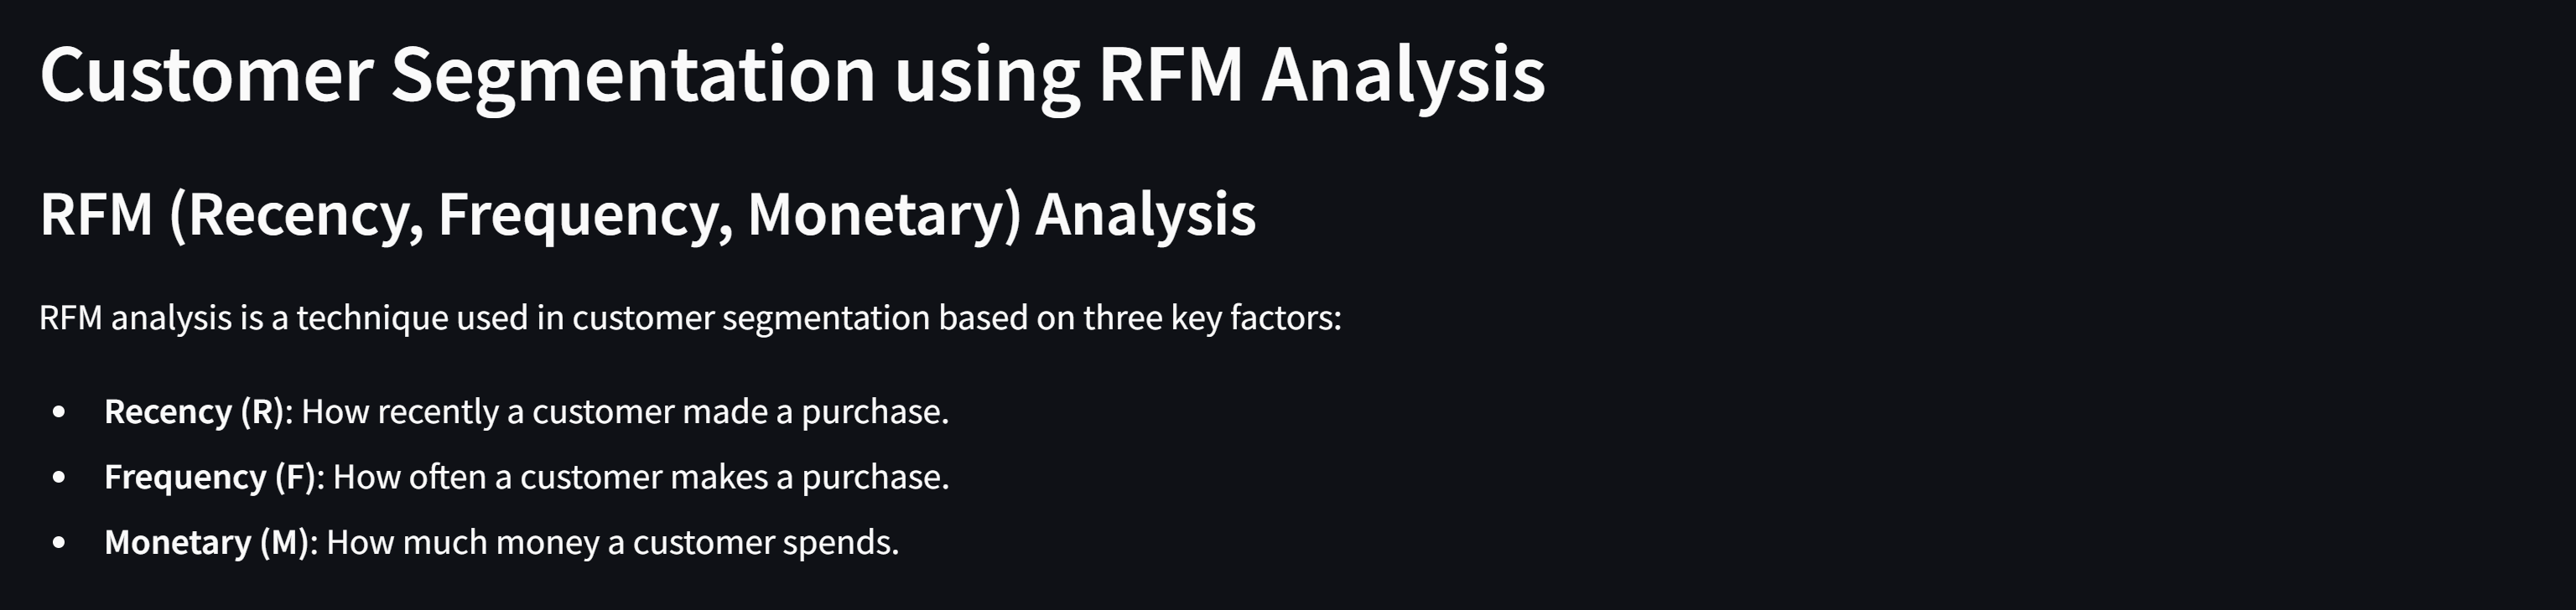 Customer Segmentation using RFM Analysis
RFM (Recency, Frequency, Monetary) Analysis
RFM analysis is a technique used in customer segmentation based on three key factors:
• Recency (R): How recently a customer made a purchase.
• Frequency (F): How often a customer makes a purchase.
• Monetary (M): How much money a customer spends.